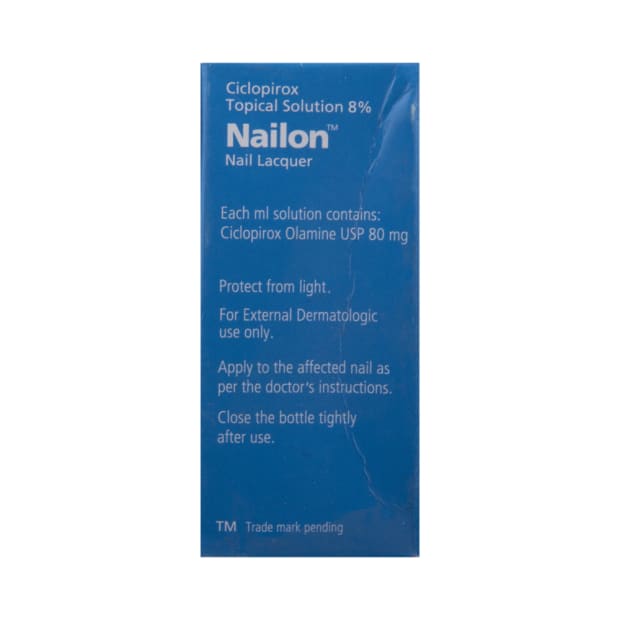 Ciclopirox
Topical Solution 8%
Nailon™
Nail Lacquer
Each ml solution contains:
Ciclopirox Olamine USP 80 mg
Protect from light.
For External Dermatologic
use only.
Apply to the affected nail as
per the doctor's instructions.
Close the bottle tightly
after use.
TM Trade mark pending